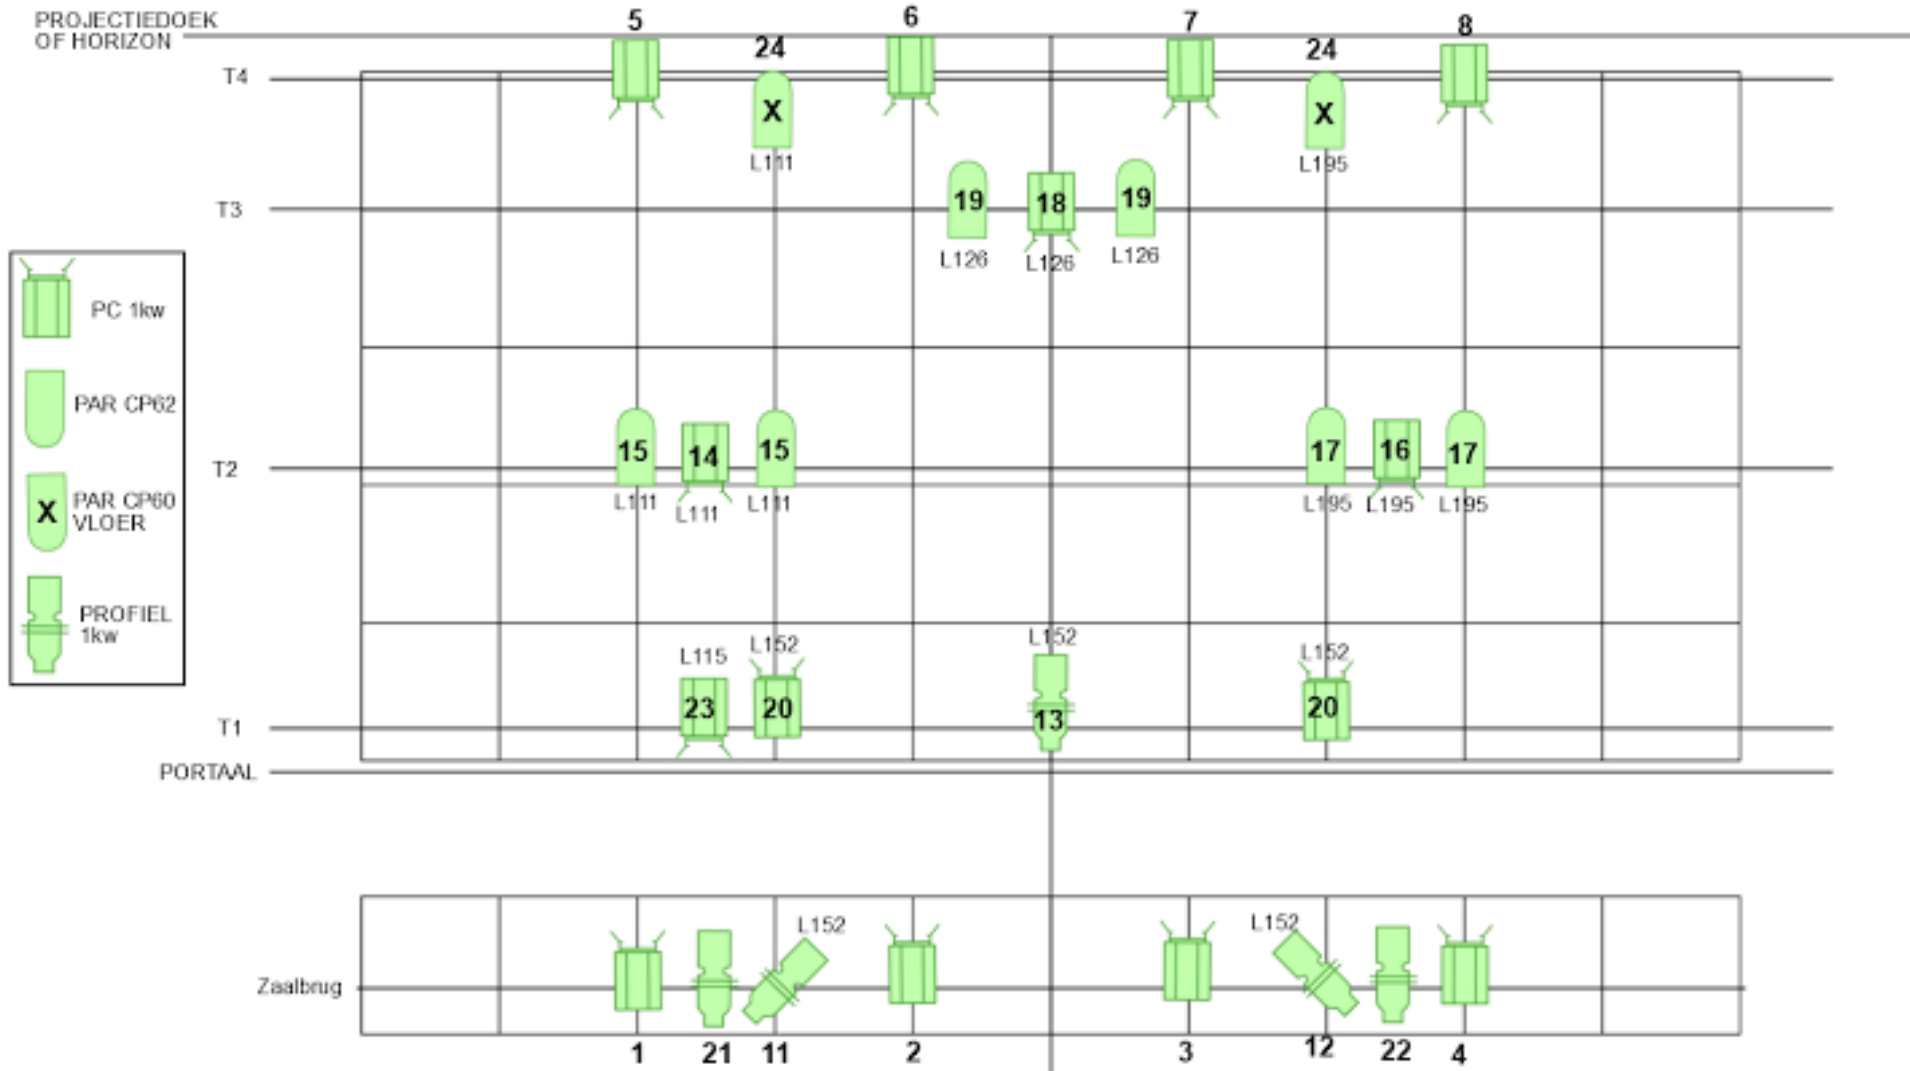 PROJECTIEDOEK
OF HORIZON
5
6
7
8
24
24
T4
X
X
L111
L195
T3
19
18
19
L126
L126
L126
PC 1kw
PAR CP62
X
PAR CP60
VLOER
PROFIEL
1kw
T2
15
14
15
17
16
17
L111
L111
L111
L195
L195
L195
L115
L152
L152
L152
T1
23
20
13
20
PORTAAL
L152
L152
Zaalbrug
1
21
11
2
3
12
22
4